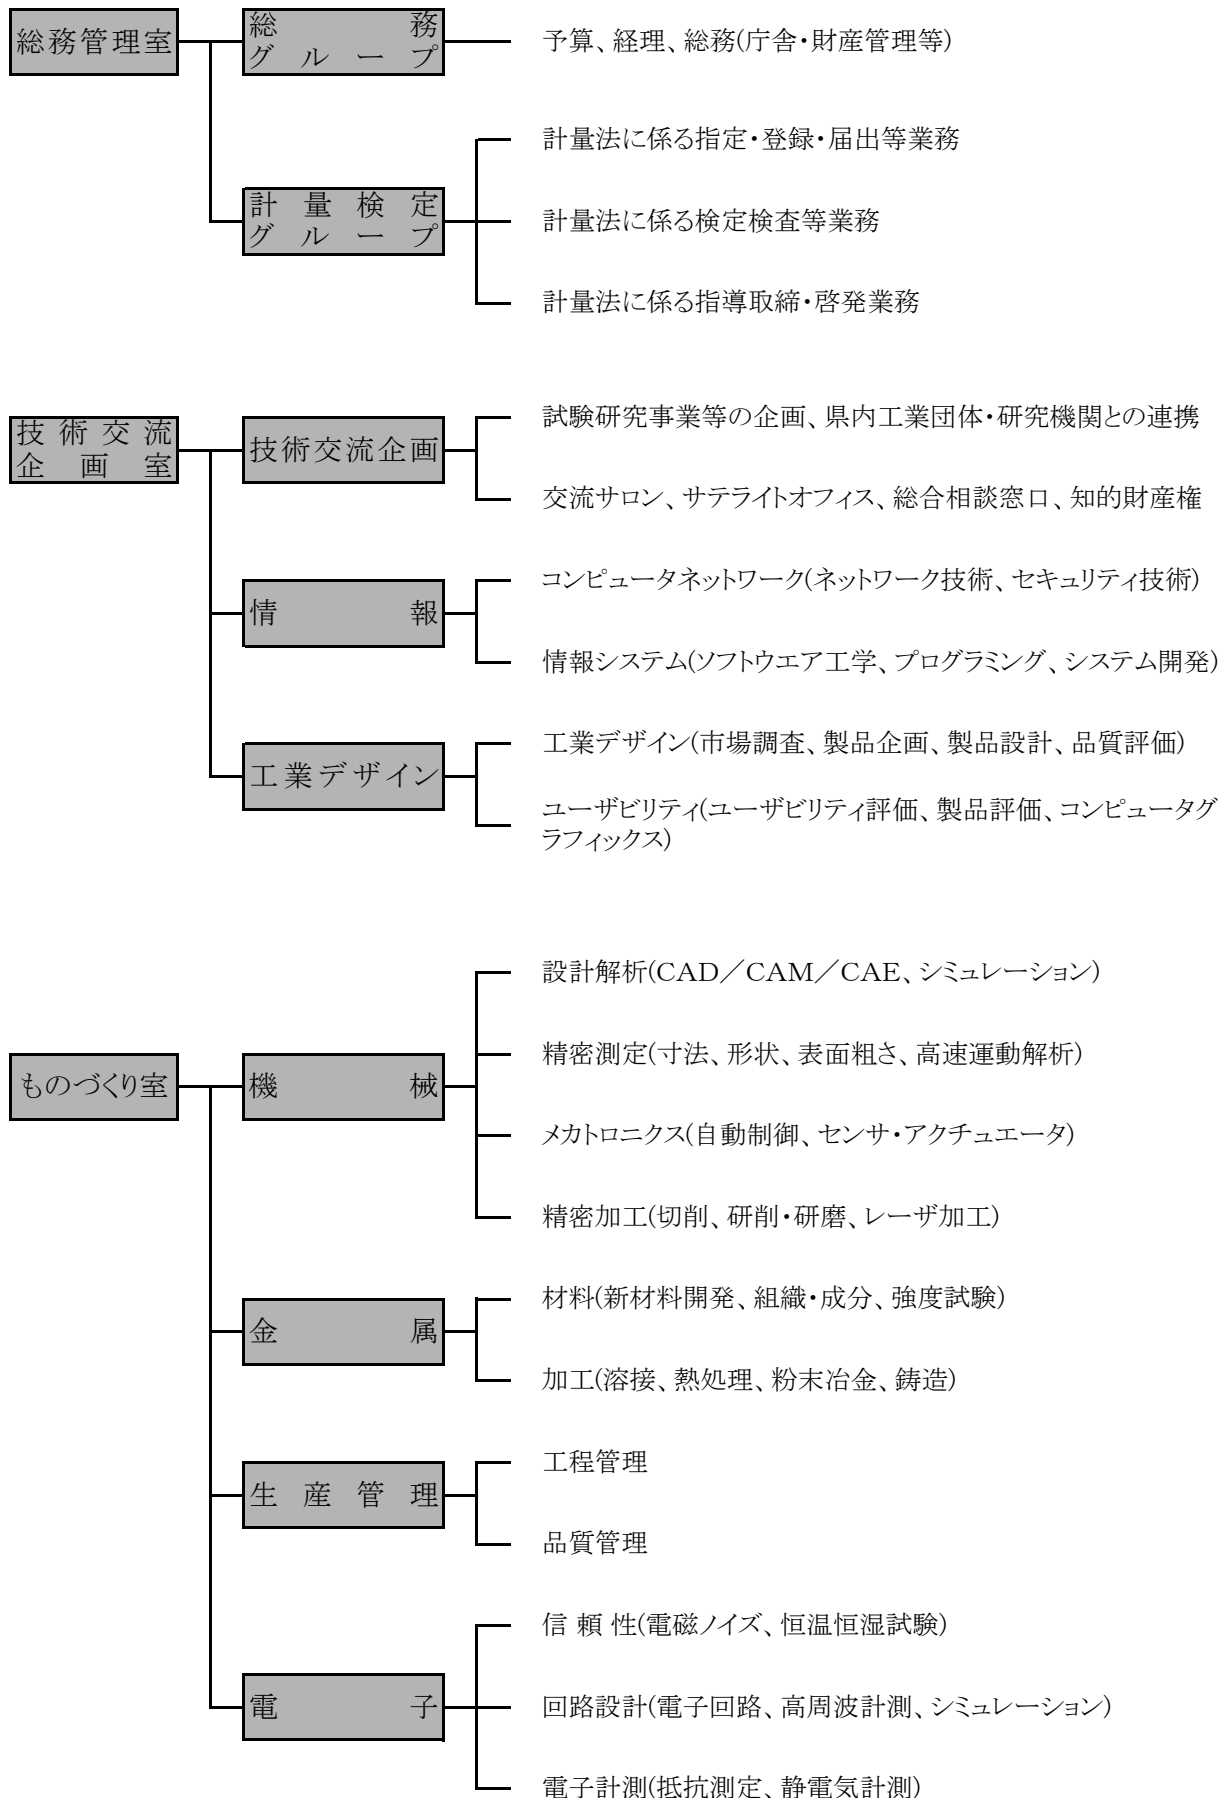 総務管理室
総務
グループ
予算、経理、総務(庁舎・財産管理等)
計量検定
グループ
計量法に係る指定・登録・届出等業務
計量法に係る検定検査等業務
計量法に係る指導取締・啓発業務
技術交流
企画室
技術交流企画
試験研究事業等の企画、県内工業団体・研究機関との連携
交流サロン、サテライトオフィス、総合相談窓口、知的財産権
情報
コンピュータネットワーク(ネットワーク技術、セキュリティ技術)
情報システム(ソフトウエア工学、プログラミング、システム開発)
工業デザイン
工業デザイン(市場調査、製品企画、製品設計、品質評価)
ユーザビリティ(ユーザビリティ評価、製品評価、コンピュータグ
ラフィックス)
ものづくり室
機械
設計解析(CAD／CAM／CAE、シミュレーション)
精密測定(寸法、形状、表面粗さ、高速運動解析)
メカトロニクス(自動制御、センサ・アクチュエータ)
精密加工(切削、研削・研磨、レーザ加工)
金属
材料(新材料開発、組織・成分、強度試験)
加工(溶接、熱処理、粉末冶金、鋳造)
生産管理
工程管理
品質管理
電子
信 頼 性(電磁ノイズ、恒温恒湿試験)
回路設計(電子回路、高周波計測、シミュレーション)
電子計測(抵抗測定、静電気計測)